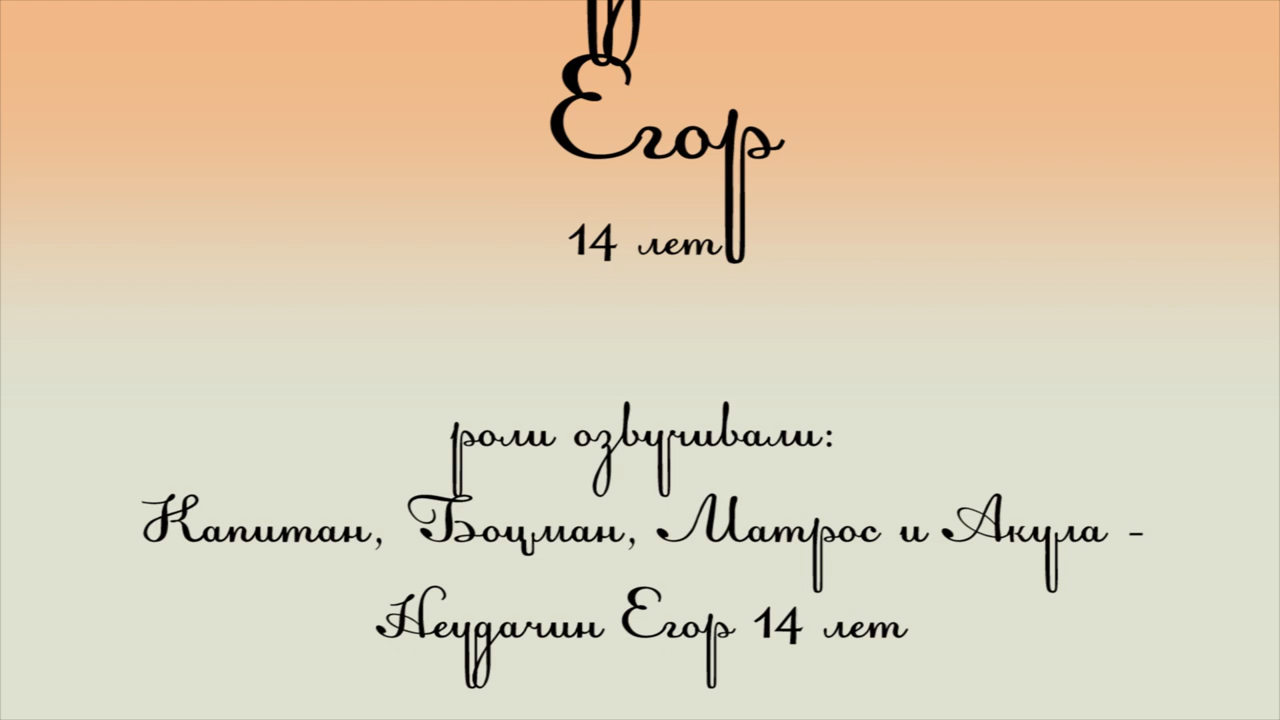 Егор
14 лет
роли озвучивали:
Капитан, Боцман, Матрос и Акула -
Неудачин Егор 14 лет